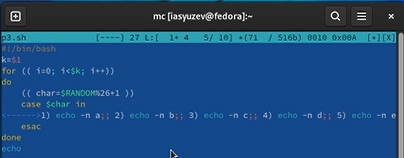 mc [iasyuzev@fedora]:~
p3.sh [----] 27 L:[ 1+ 4 5/ 10] *(71 / 516b) 0010 0x00A [*][X]
#!/bin/bash
k=$1
for (( i=0; i<$k; i++))
do
(( char=$RANDOM%26+1 ))
case $char in
<------>1) echo -n a;; 2) echo -n b;; 3) echo -n c;; 4) echo -n d;; 5) echo -n e
esac
done
echo